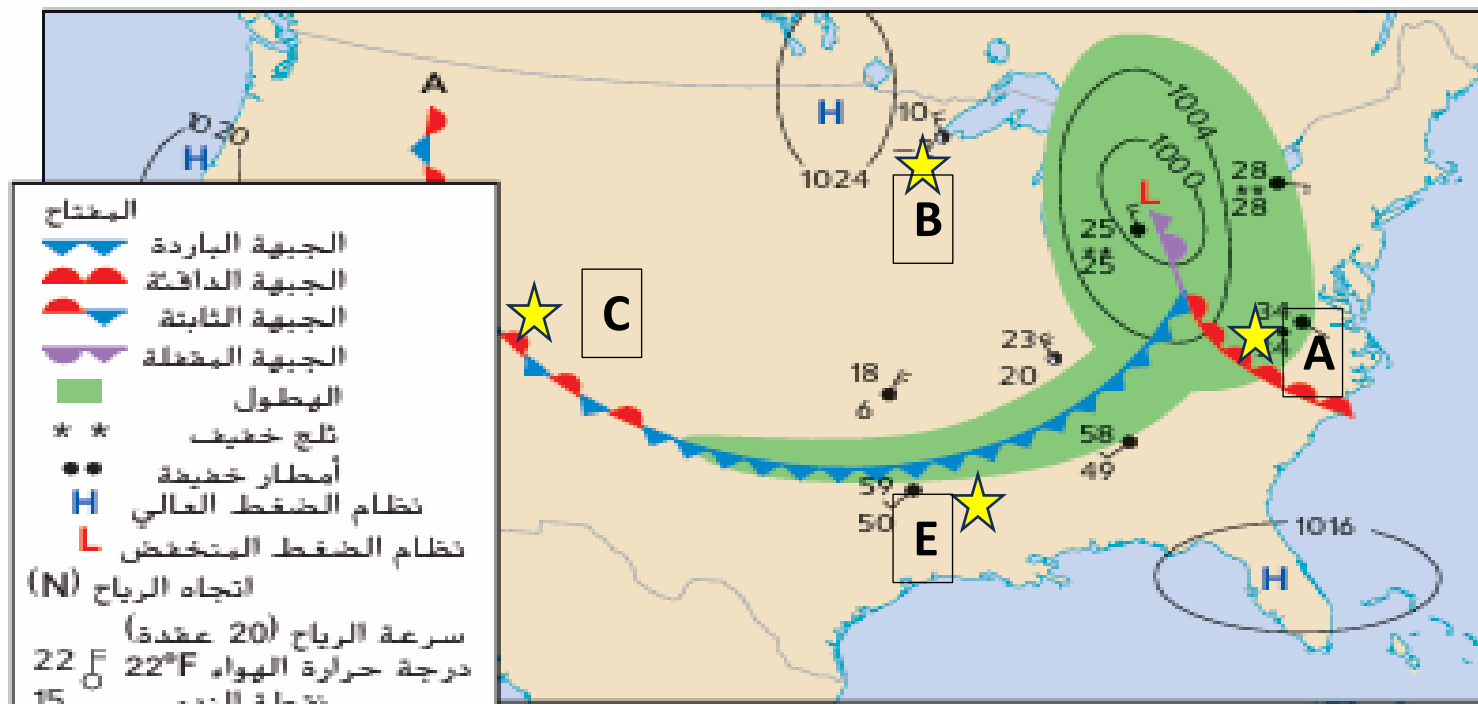 A
1020
H
H
1024
10
B
1004
1000
L
25
25
28
28
34
A
C
23
20
18
6
58
49
59
50
E
1016
H
المفتاح
الجبهة الباردة
الجبهة الدافئة
الجبهة الثابتة
الجبهة المقفلة
الهطول
* * ثلج خفيف
أمطار خفيفة
H نظام الضغط العالي
L نظام الضغط المنخفض
اتجاه الرياح (N)
سرعة الرياح (20 عقدة)
درجة حرارة الهواء 22°F 22
15